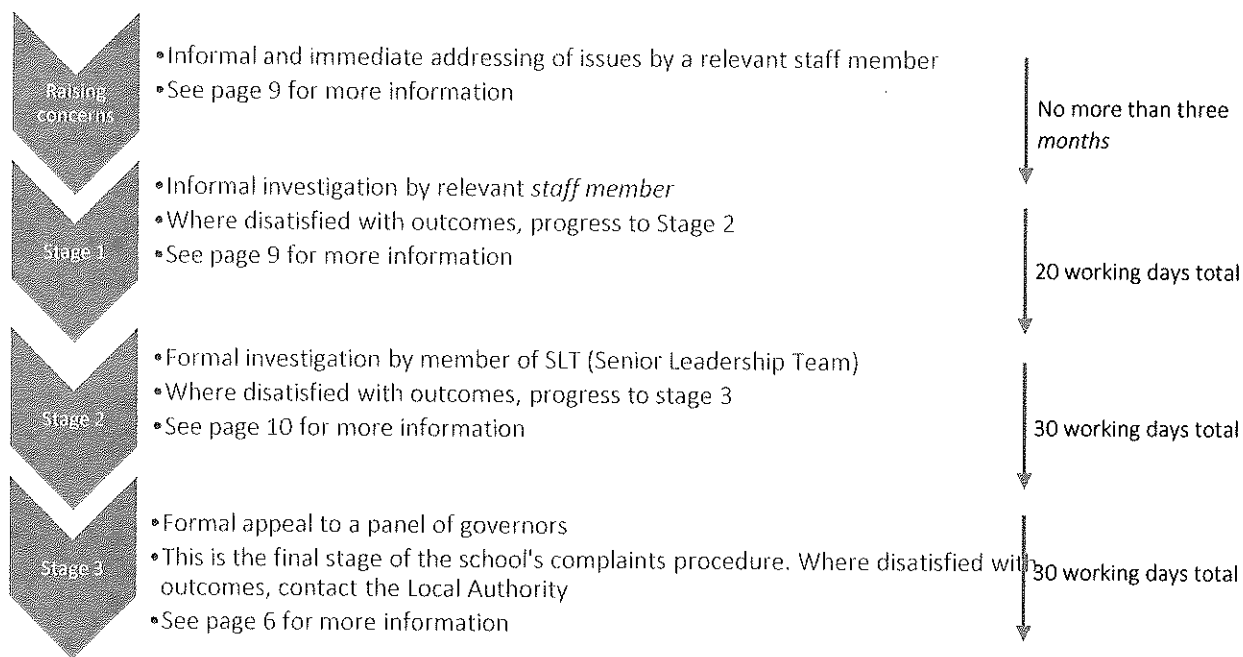 Raising
concerns
•Informal and immediate addressing of issues by a relevant staff member
•See page 9 for more information
No more than three
months
Stage 1
•Informal investigation by relevant staff member
•Where disatisfied with outcomes, progress to Stage 2
•See page 9 for more information
20 working days total
Stage 2
•Formal investigation by member of SLT (Senior Leadership Team)
•Where disatisfied with outcomes, progress to stage 3
•See page 10 for more information
30 working days total
Stage 3
•Formal appeal to a panel of governors
•This is the final stage of the school's complaints procedure. Where disatisfied with
outcomes, contact the Local Authority
•See page 6 for more information
30 working days total